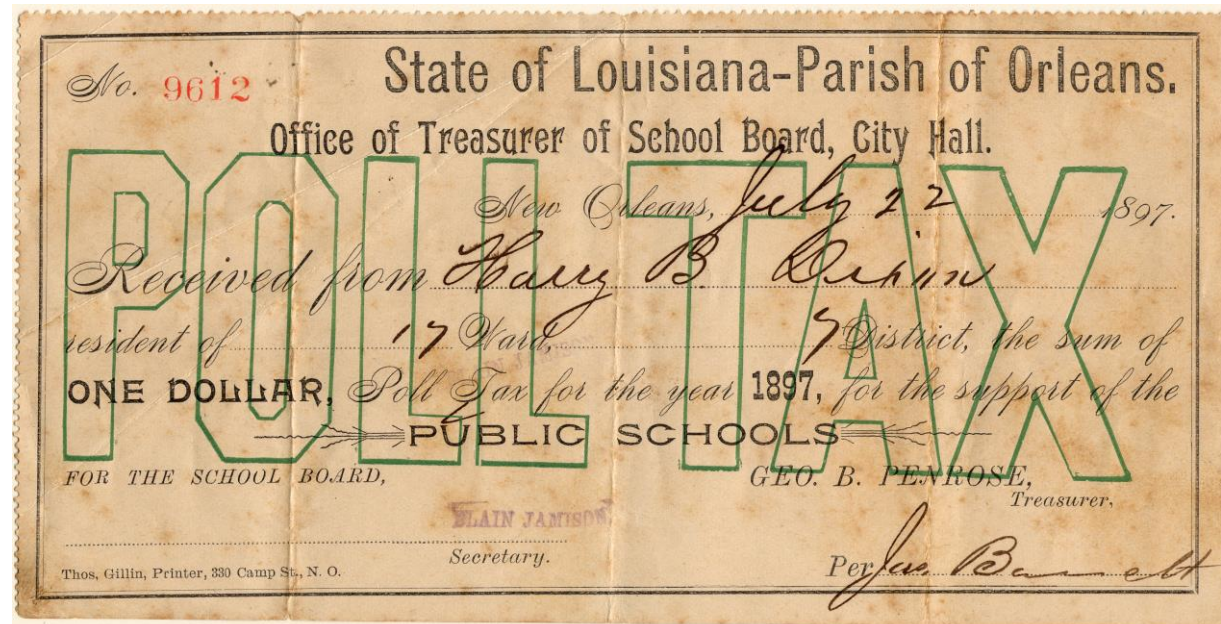 No. 9612
State of Louisiana-Parish of Orleans.
Office of Treasurer of School Board, City Hall.
POLL TAX
New Orleans, July 22 1897.
Received from Harry B.
resident of 17 Ward, 7 District, the sum of
ONE DOLLAR, Poll Tax for the year 1897, for the support of the
PUBLIC SCHOOLS
FOR THE SCHOOL BOARD,
GEO. B. PENROSE,
Treasurer,
BLAIN JAMISON
Secretary.
Thos. Gillin, Printer, 330 Camp St., N. O.
Per Jas.